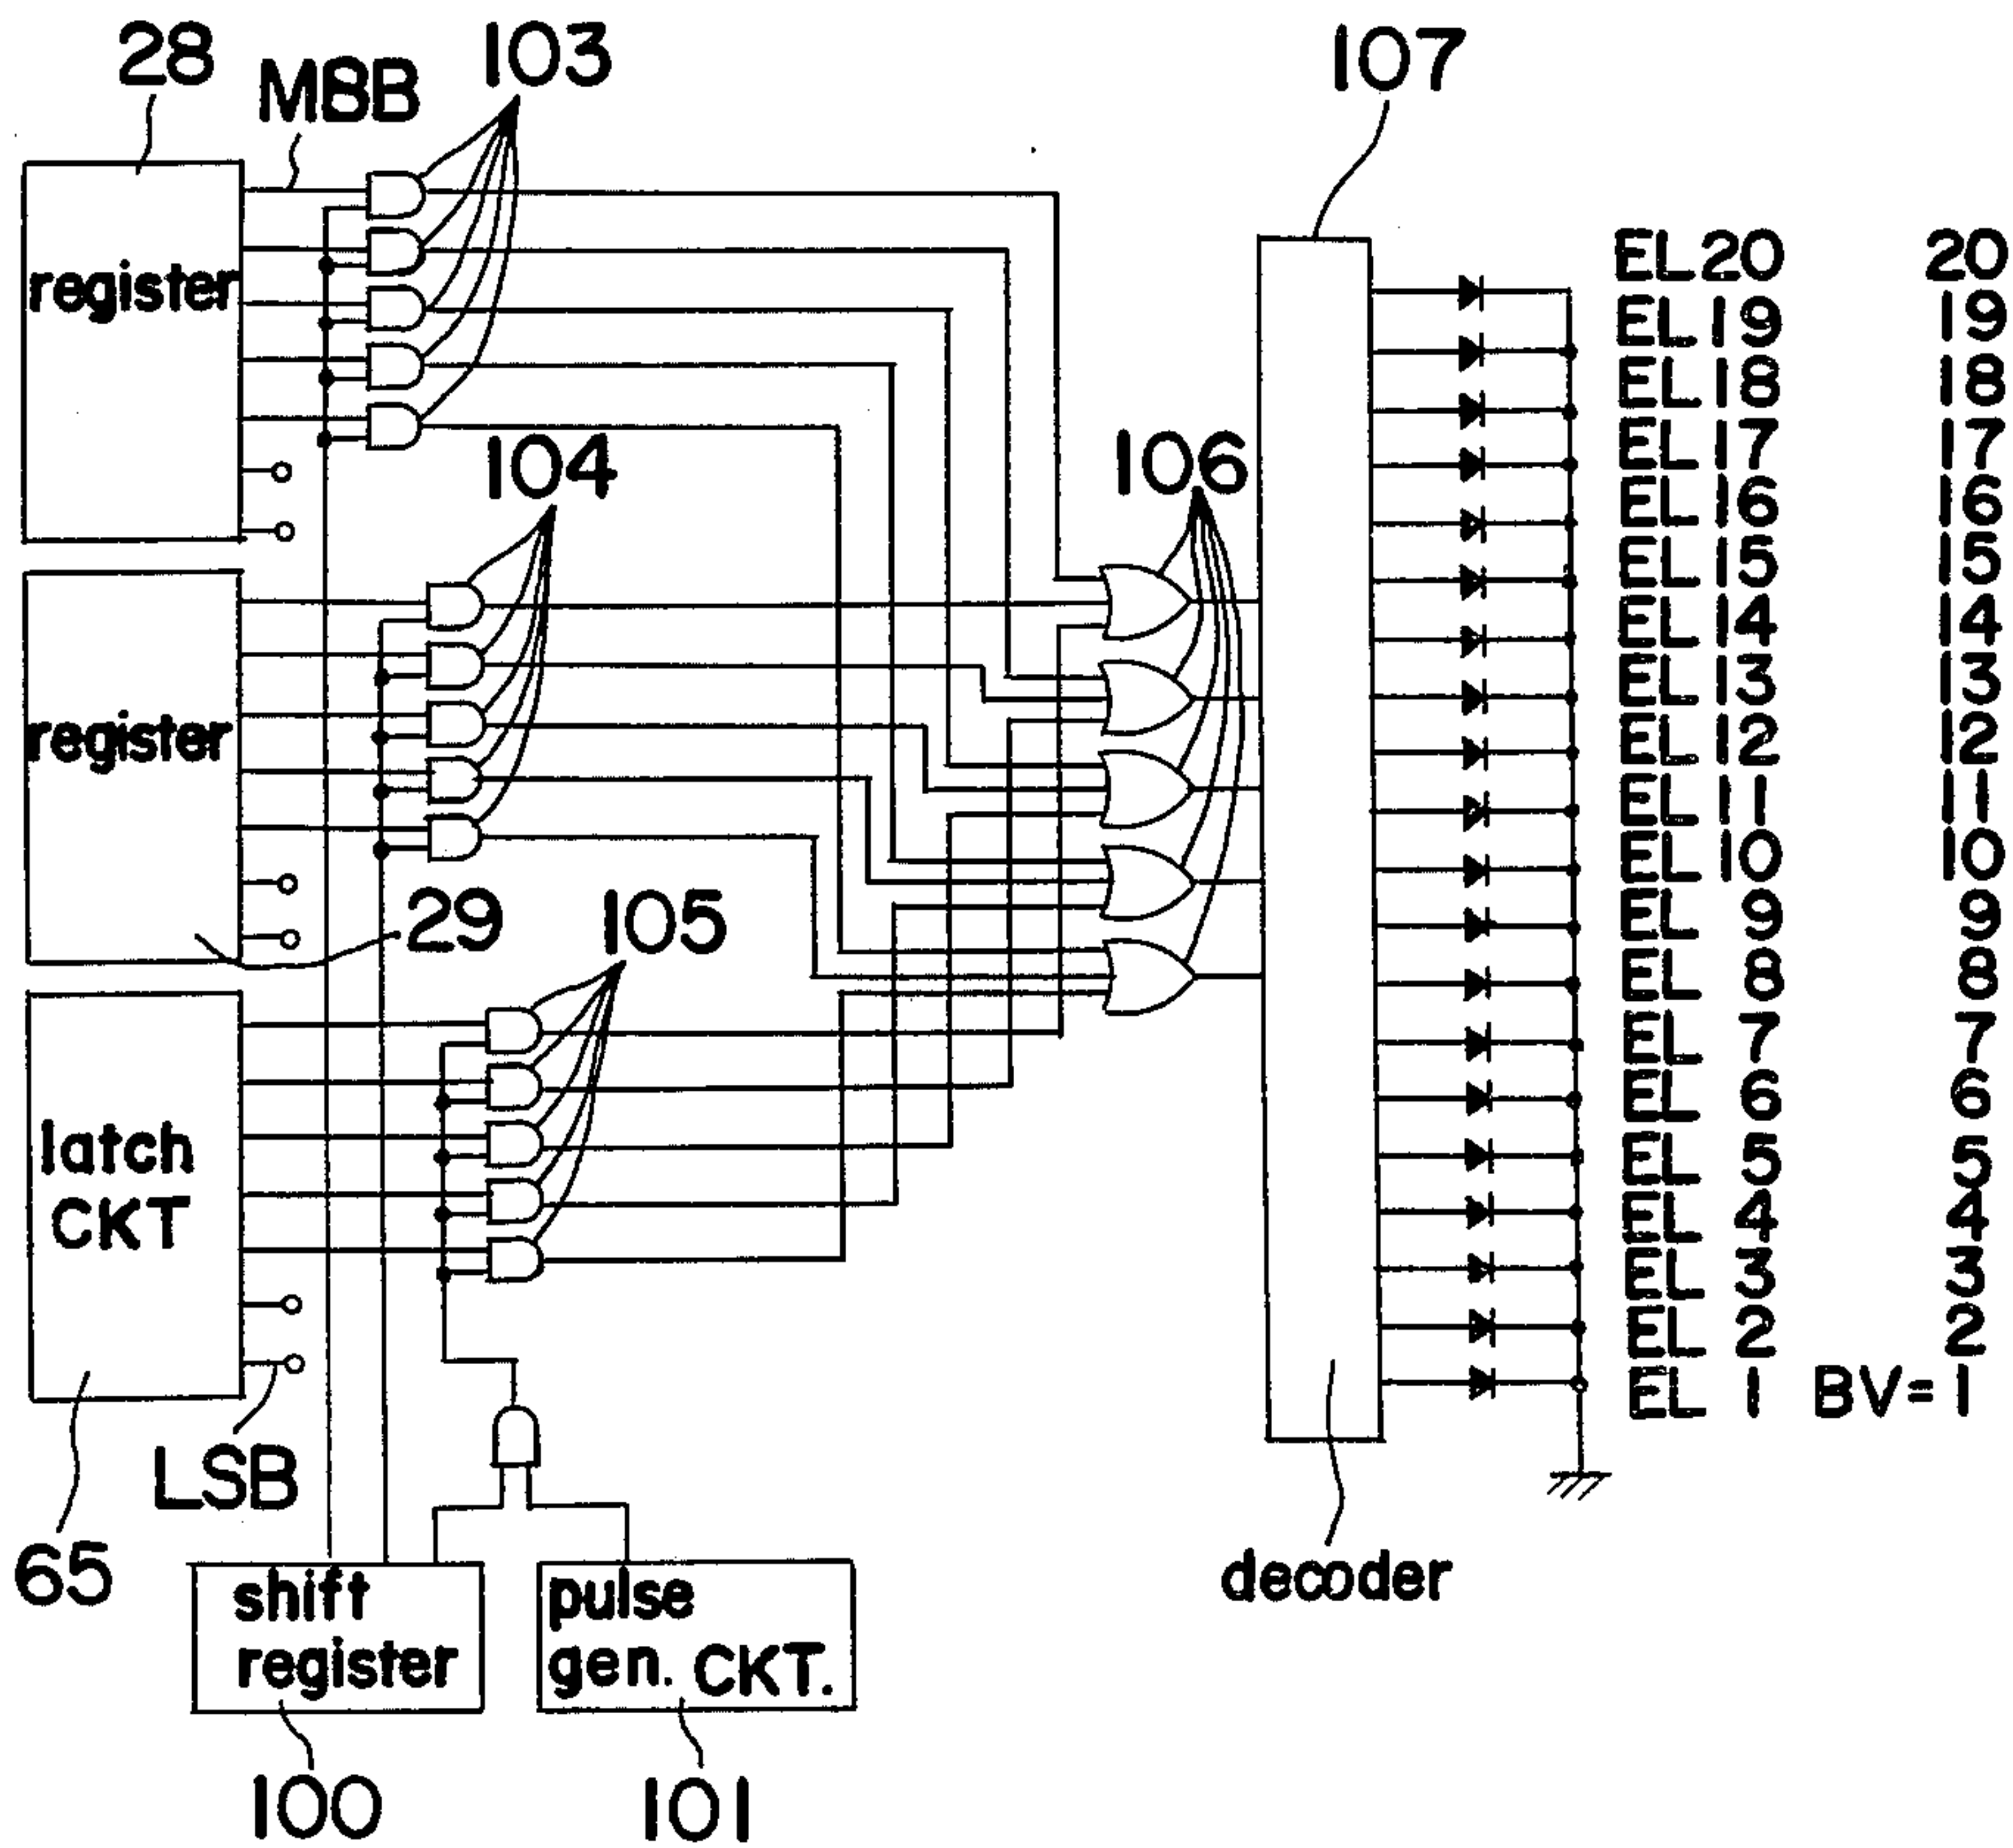 28
MSB
103
107
register
104
106
register
29
105
latch
CKT
LSB
65
shift
register
pulse
gen. CKT.
100
101
decoder
EL20 20
EL19 19
EL18 18
EL17 17
EL16 16
EL15 15
EL14 14
EL13 13
EL12 12
EL11 11
EL10 10
EL 9 9
EL 8 8
EL 7 7
EL 6 6
EL 5 5
EL 4 4
EL 3 3
EL 2 2
EL 1 BV=1